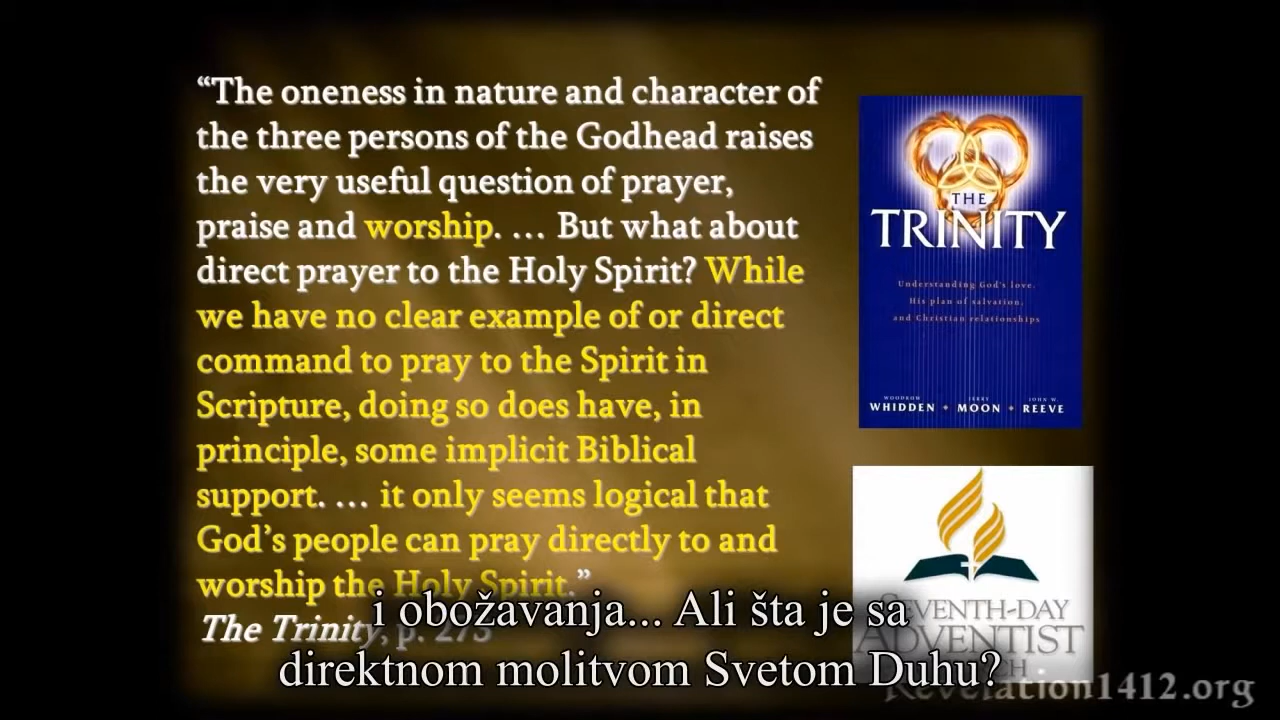 “The oneness in nature and character of
the three persons of the Godhead raises
the very useful question of prayer,
praise and worship. … But what about
direct prayer to the Holy Spirit? While
we have no clear example of or direct
command to pray to the Spirit in
Scripture, doing so does have, in
principle, some implicit Biblical
support. … it only seems logical that
God’s people can pray directly to and
worship the Holy Spirit.”
The Trinity, p. 273
THE
TRINITY
Understanding God's love,
His plan of salvation,
and Christian relationships
WOODROW WHIDDEN + JERRY MOON + JOHN W. REEVE
SEVENTH-DAY
ADVENTIST
i obožavanja... Ali šta je sa
direktnom molitvom Svetom Duhu?
Revelation1412.org